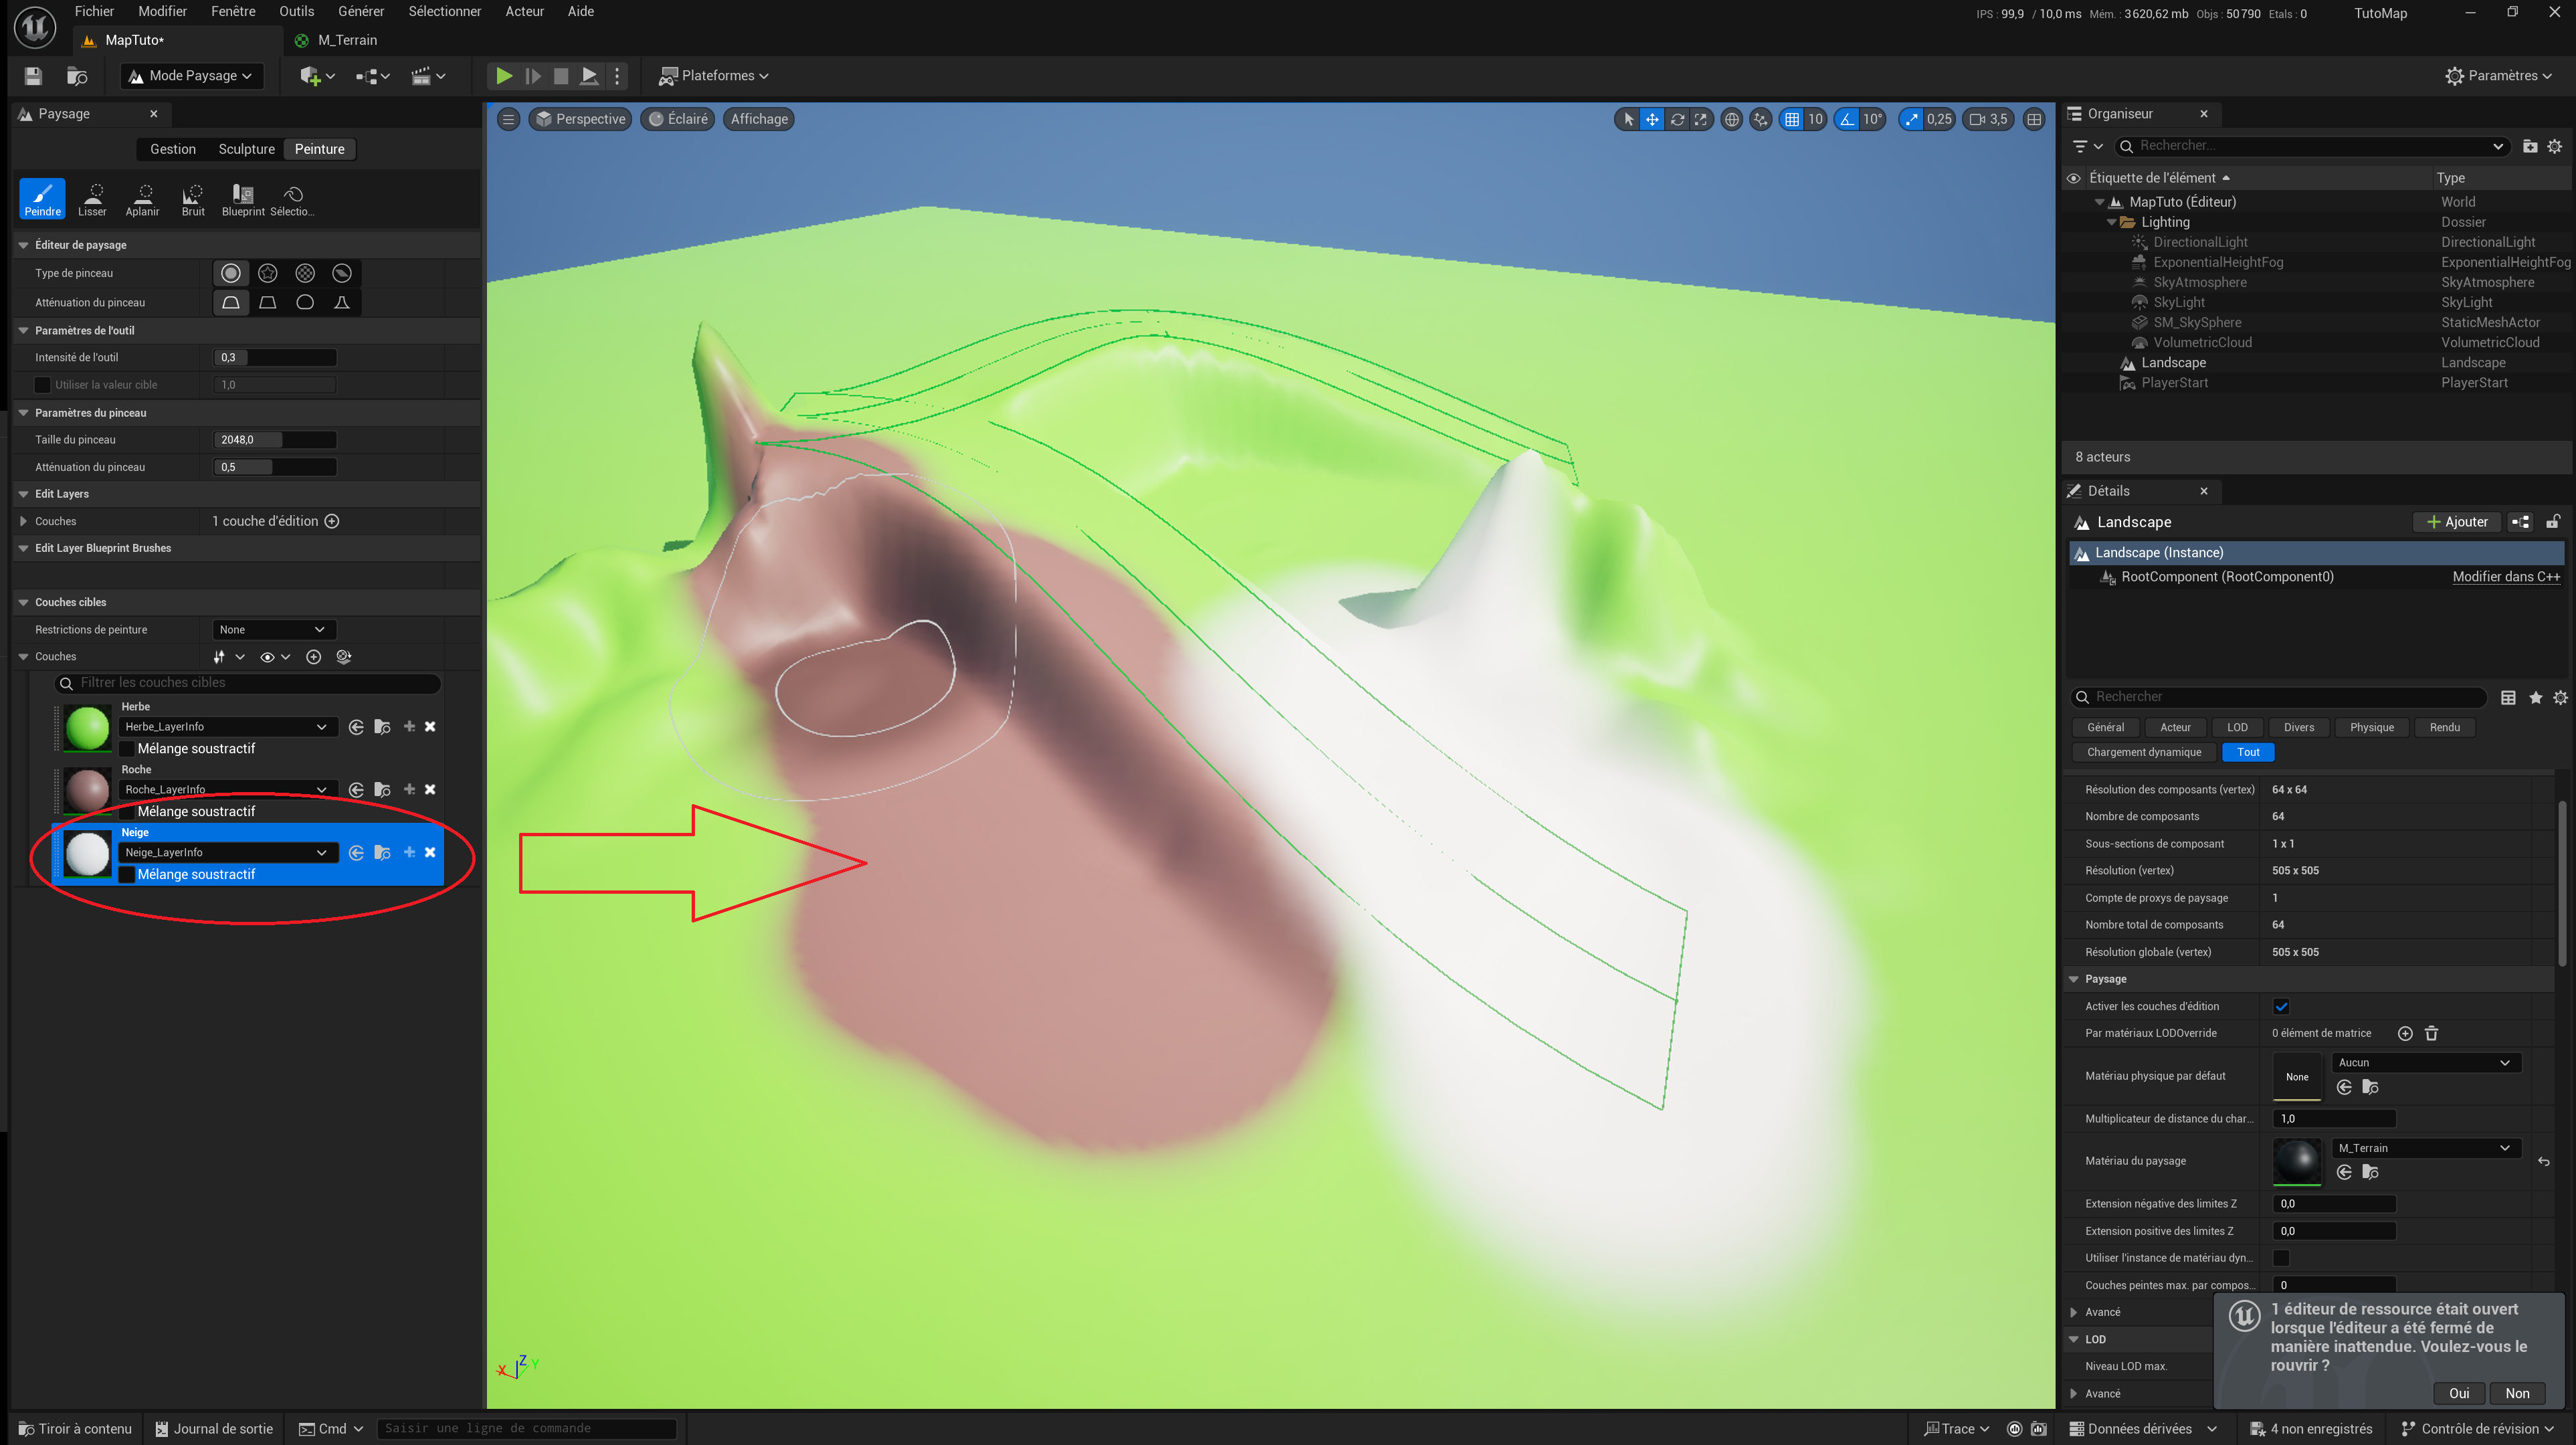 Fichier Modifier Fenêtre Outils Générer Sélectionner Acteur Aide
IPS : 99,9 / 10,0 ms Mém. : 3 620,62 mb Objs : 50 790 Etals : 0 TutoMap
MapTuto* M_Terrain
Mode Paysage Plateformes Paramètres
Paysage
Gestion Sculpture Peinture
Peindre Lisser Aplanir Bruit Blueprint Sélectio...
Éditeur de paysage
Type de pinceau
Atténuation du pinceau
Paramètres de l'outil
Intensité de l'outil 0,3
Utiliser la valeur cible 1,0
Paramètres du pinceau
Taille du pinceau 2048,0
Atténuation du pinceau 0,5
Edit Layers
Couches 1 couche d'édition
Edit Layer Blueprint Brushes
Couches cibles
Restrictions de peinture None
Couches
Filtrer les couches cibles
Herbe
Herbe_LayerInfo
Mélange soustractif
Roche
Roche_LayerInfo
Mélange soustractif
Neige
Neige_LayerInfo
Mélange soustractif
Perspective Éclairé Affichage
10 10° 0,25 3,5
X Z Y
Organiseur
Rechercher...
Étiquette de l'élément Type
MapTuto (Éditeur) World
Lighting Dossier
DirectionalLight DirectionalLight
ExponentialHeightFog ExponentialHeightFog
SkyAtmosphere SkyAtmosphere
SkyLight SkyLight
SM_SkySphere StaticMeshActor
VolumetricCloud VolumetricCloud
Landscape Landscape
PlayerStart PlayerStart
8 acteurs
Détails
Landscape Ajouter
Landscape (Instance)
RootComponent (RootComponent0) Modifier dans C++
Rechercher
Général Acteur LOD Divers Physique Rendu
Chargement dynamique Tout
Résolution des composants (vertex) 64 x 64
Nombre de composants 64
Sous-sections de composant 1 x 1
Résolution (vertex) 505 x 505
Compte de proxys de paysage 1
Nombre total de composants 64
Résolution globale (vertex) 505 x 505
Paysage
Activer les couches d'édition
Par matériaux LODOverride 0 élément de matrice
Matériau physique par défaut None Aucun
Multiplicateur de distance du char... 1,0
Matériau du paysage M_Terrain
Extension négative des limites Z 0,0
Extension positive des limites Z 0,0
Utiliser l'instance de matériau dyn...
Couches peintes max. par compos... 0
Avancé
LOD
Niveau LOD max.
Avancé
1 éditeur de ressource était ouvert
lorsque l'éditeur a été fermé de
manière inattendue. Voulez-vous le
rouvrir ?
Oui Non
Tiroir à contenu Journal de sortie Cmd Saisir une ligne de commande
Trace Données dérivées 4 non enregistrés Contrôle de révision